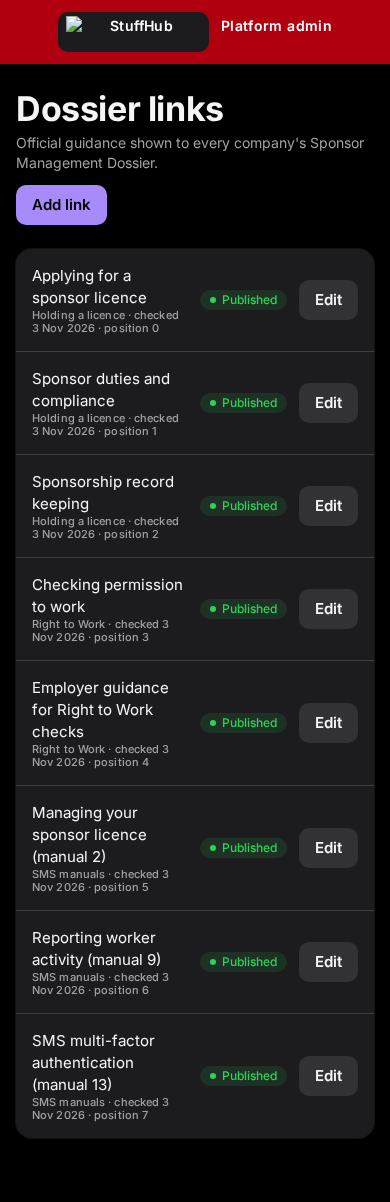 StuffHub Platform admin
Dossier links
Official guidance shown to every company's Sponsor
Management Dossier.
Add link
Applying for a
sponsor licence
Holding a licence · checked
3 Nov 2026 · position 0
Published
Edit
Sponsor duties and
compliance
Holding a licence · checked
3 Nov 2026 · position 1
Published
Edit
Sponsorship record
keeping
Holding a licence · checked
3 Nov 2026 · position 2
Published
Edit
Checking permission
to work
Right to Work · checked 3
Nov 2026 · position 3
Published
Edit
Employer guidance
for Right to Work
checks
Right to Work · checked 3
Nov 2026 · position 4
Published
Edit
Managing your
sponsor licence
(manual 2)
SMS manuals · checked 3
Nov 2026 · position 5
Published
Edit
Reporting worker
activity (manual 9)
SMS manuals · checked 3
Nov 2026 · position 6
Published
Edit
SMS multi-factor
authentication
(manual 13)
SMS manuals · checked 3
Nov 2026 · position 7
Published
Edit